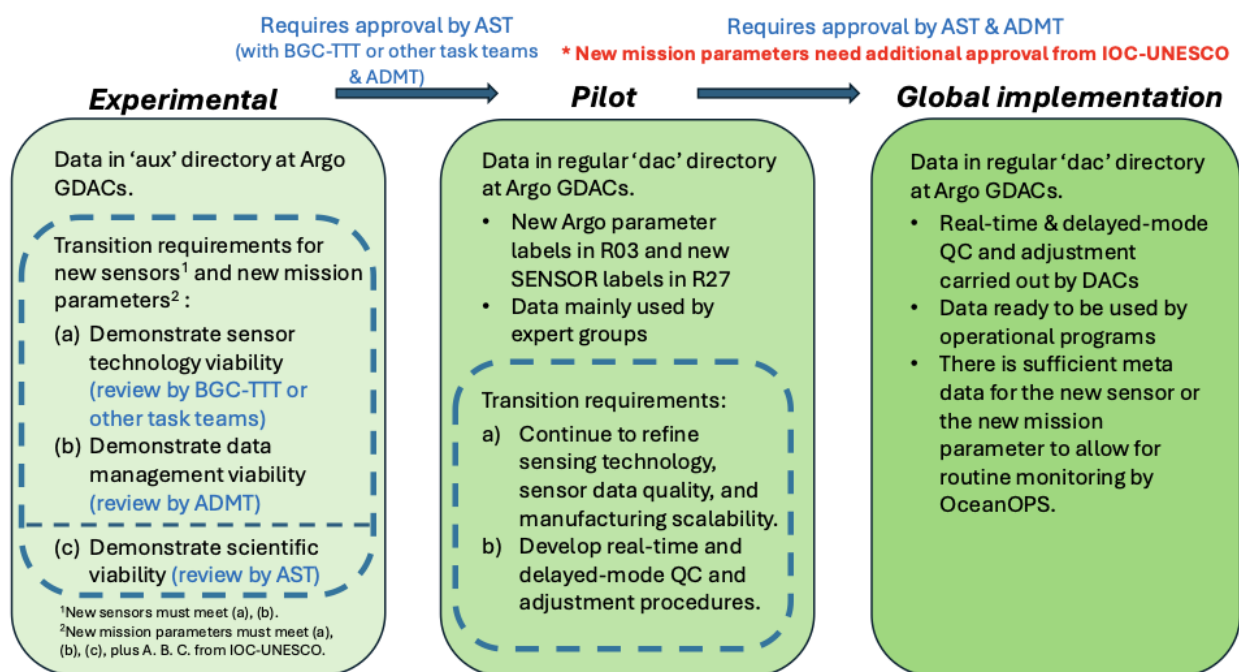 Requires approval by AST
(with BGC-TTT or other task teams
& ADMT)
Requires approval by AST & ADMT
* New mission parameters need additional approval from IOC-UNESCO
Experimental
Pilot
Global implementation
Data in ‘aux’ directory at Argo
GDACs.
Transition requirements for
new sensors¹ and new mission
parameters² :
(a) Demonstrate sensor
technology viability
(review by BGC-TTT or
other task teams)
(b) Demonstrate data
management viability
(review by ADMT)
(c) Demonstrate scientific
viability (review by AST)
¹New sensors must meet (a), (b).
²New mission parameters must meet (a),
(b), (c), plus A. B. C. from IOC-UNESCO.
Data in regular ‘dac’ directory
at Argo GDACs.
• New Argo parameter
labels in R03 and new
SENSOR labels in R27
• Data mainly used by
expert groups
Transition requirements:
a) Continue to refine
sensing technology,
sensor data quality, and
manufacturing scalability.
b) Develop real-time and
delayed-mode QC and
adjustment procedures.
Data in regular ‘dac’ directory
at Argo GDACs.
• Real-time & delayed-mode
QC and adjustment
carried out by DACs
• Data ready to be used by
operational programs
• There is sufficient meta
data for the new sensor or
the new mission
parameter to allow for
routine monitoring by
OceanOPS.